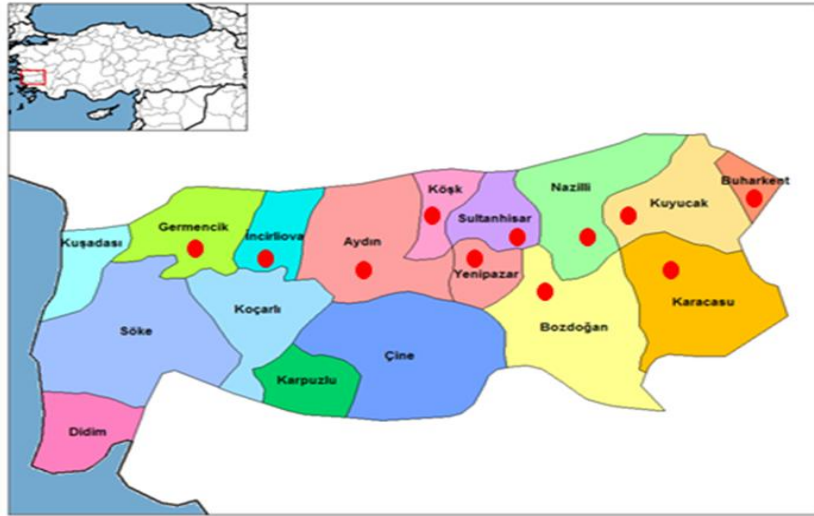 Köşk
Nazilli
Buharkent
Kuyucak
Sultanhisar
Germencik
İncirliova
Aydın
Kuşadası
Yenipazar
Koçarlı
Karacasu
Söke
Bozdoğan
Çine
Karpuzlu
Didim